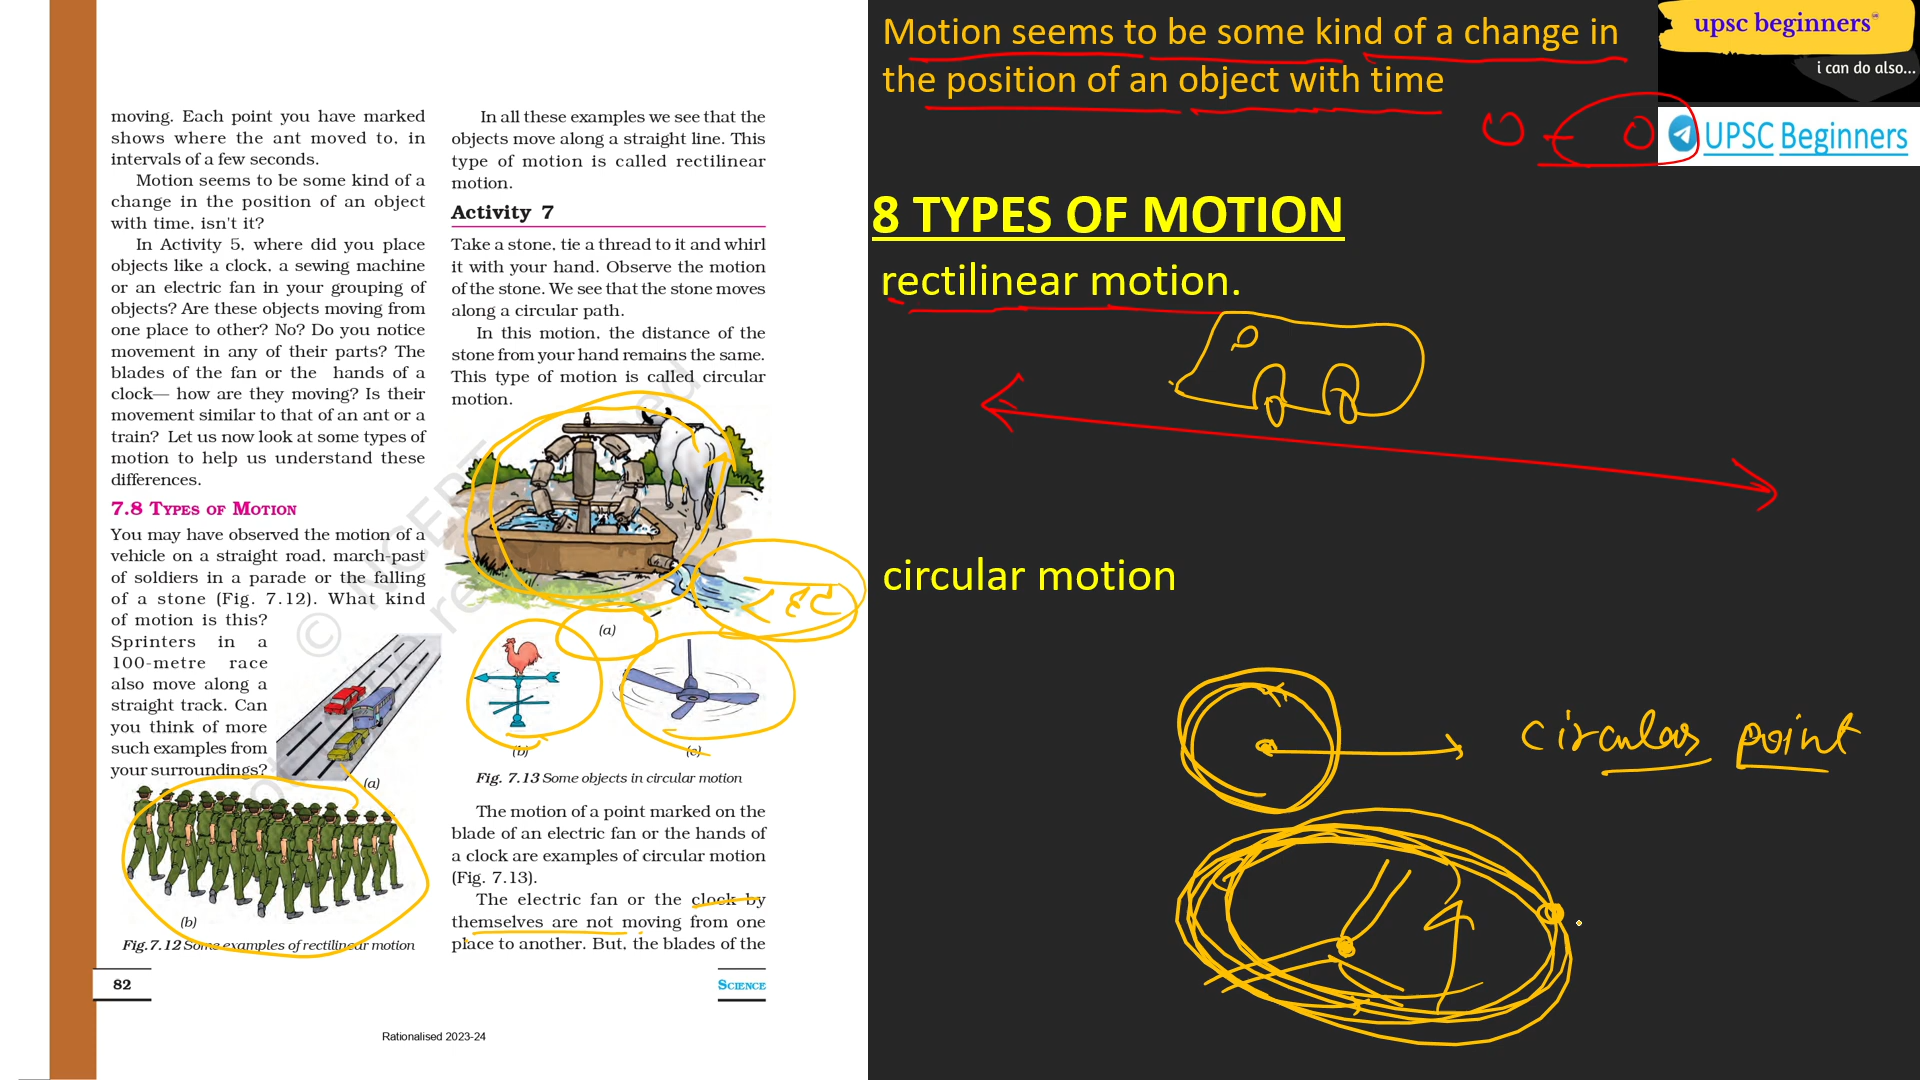 moving. Each point you have marked
shows where the ant moved to, in
intervals of a few seconds.
Motion seems to be some kind of a
change in the position of an object
with time, isn't it?
In Activity 5, where did you place
objects like a clock, a sewing machine
or an electric fan in your grouping of
objects? Are these objects moving from
one place to other? No? Do you notice
movement in any of their parts? The
blades of the fan or the hands of a
clock— how are they moving? Is their
movement similar to that of an ant or a
train? Let us now look at some types of
motion to help us understand these
differences.
7.8 TYPES OF MOTION
You may have observed the motion of a
vehicle on a straight road, march-past
of soldiers in a parade or the falling
of a stone (Fig. 7.12). What kind
of motion is this?
Sprinters in a
100-metre race
also move along a
straight track. Can
you think of more
such examples from
your surroundings?
(a)
(b)
Fig.7.12 Some examples of rectilinear motion
82
In all these examples we see that the
objects move along a straight line. This
type of motion is called rectilinear
motion.
Activity 7
Take a stone, tie a thread to it and whirl
it with your hand. Observe the motion
of the stone. We see that the stone moves
along a circular path.
In this motion, the distance of the
stone from your hand remains the same.
This type of motion is called circular
motion.
(a)
(b)
(c)
Fig. 7.13 Some objects in circular motion
The motion of a point marked on the
blade of an electric fan or the hands of
a clock are examples of circular motion
(Fig. 7.13).
The electric fan or the clock by
themselves are not moving from one
place to another. But, the blades of the
SCIENCE
Rationalised 2023-24
© NCERT
Motion seems to be some kind of a change in
the position of an object with time
upsc beginners
i can do also...
UPSC Beginners
8 TYPES OF MOTION
rectilinear motion.
circular motion
circular point